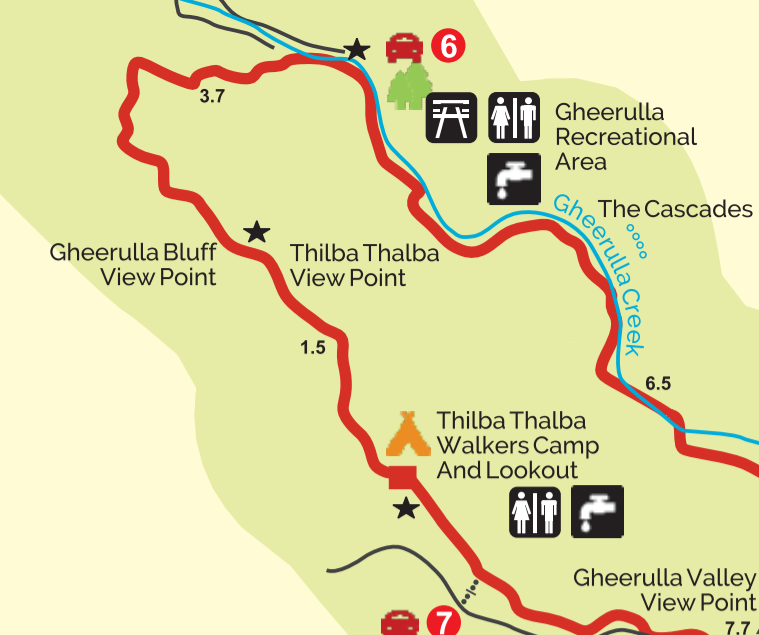 6
3.7
Gheerulla
Recreational
Area
The Cascades
Gheerulla Creek
Gheerulla Bluff
View Point
Thilba Thalba
View Point
1.5
6.5
Thilba Thalba
Walkers Camp
And Lookout
Gheerulla Valley
View Point
7
7.7